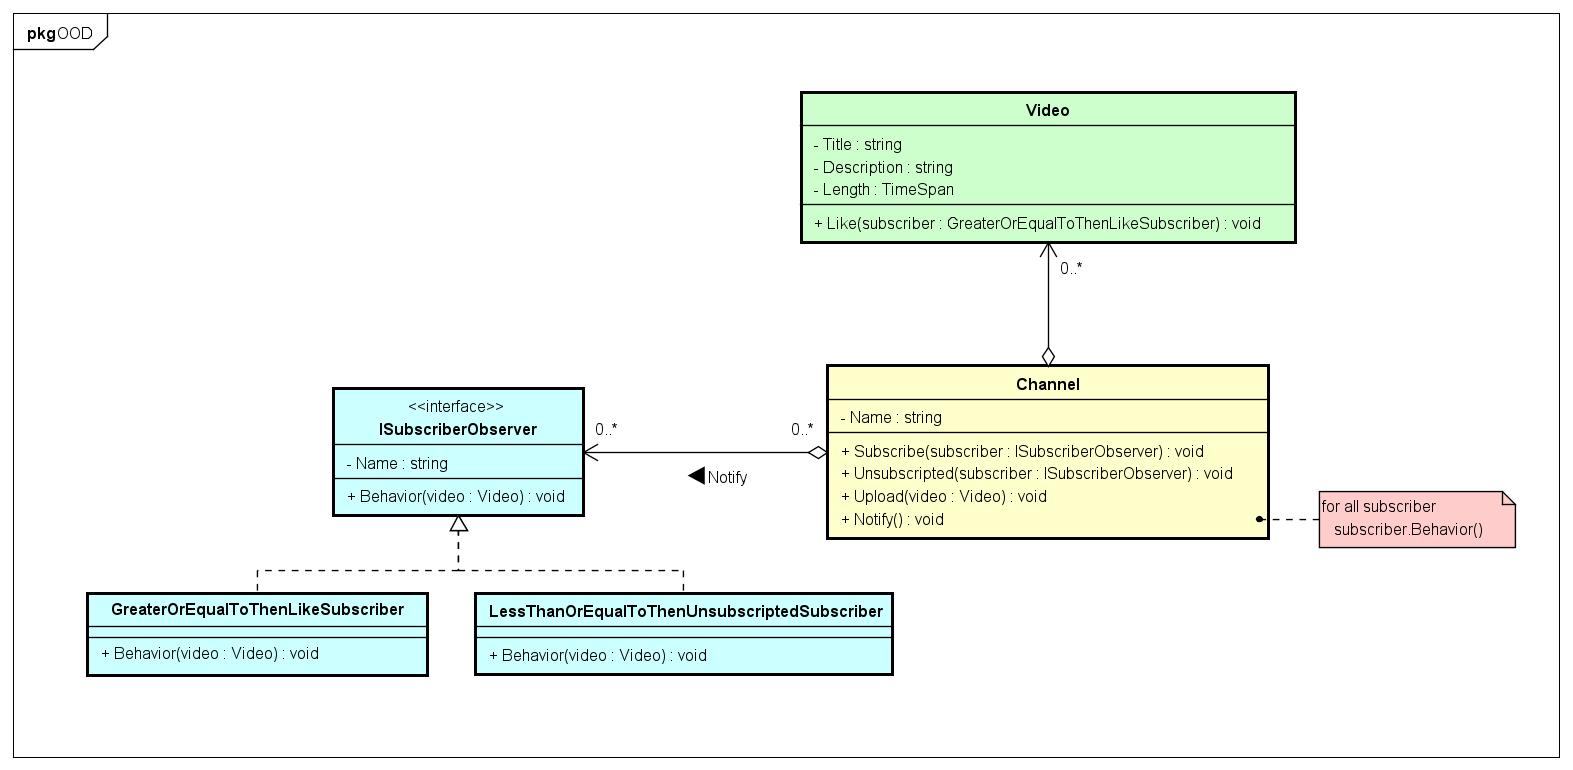 pkg OOD
Video
- Title : string
- Description : string
- Length : TimeSpan
+ Like(subscriber : GreaterOrEqualToThenLikeSubscriber) : void
0..*
Channel
- Name : string
+ Subscribe(subscriber : ISubscriberObserver) : void
+ Unsubscripted(subscriber : ISubscriberObserver) : void
+ Upload(video : Video) : void
+ Notify() : void
<<interface>>
ISubscriberObserver
- Name : string
+ Behavior(video : Video) : void
0..*
0..*
Notify
for all subscriber
subscriber.Behavior()
GreaterOrEqualToThenLikeSubscriber
+ Behavior(video : Video) : void
LessThanOrEqualToThenUnsubscriptedSubscriber
+ Behavior(video : Video) : void